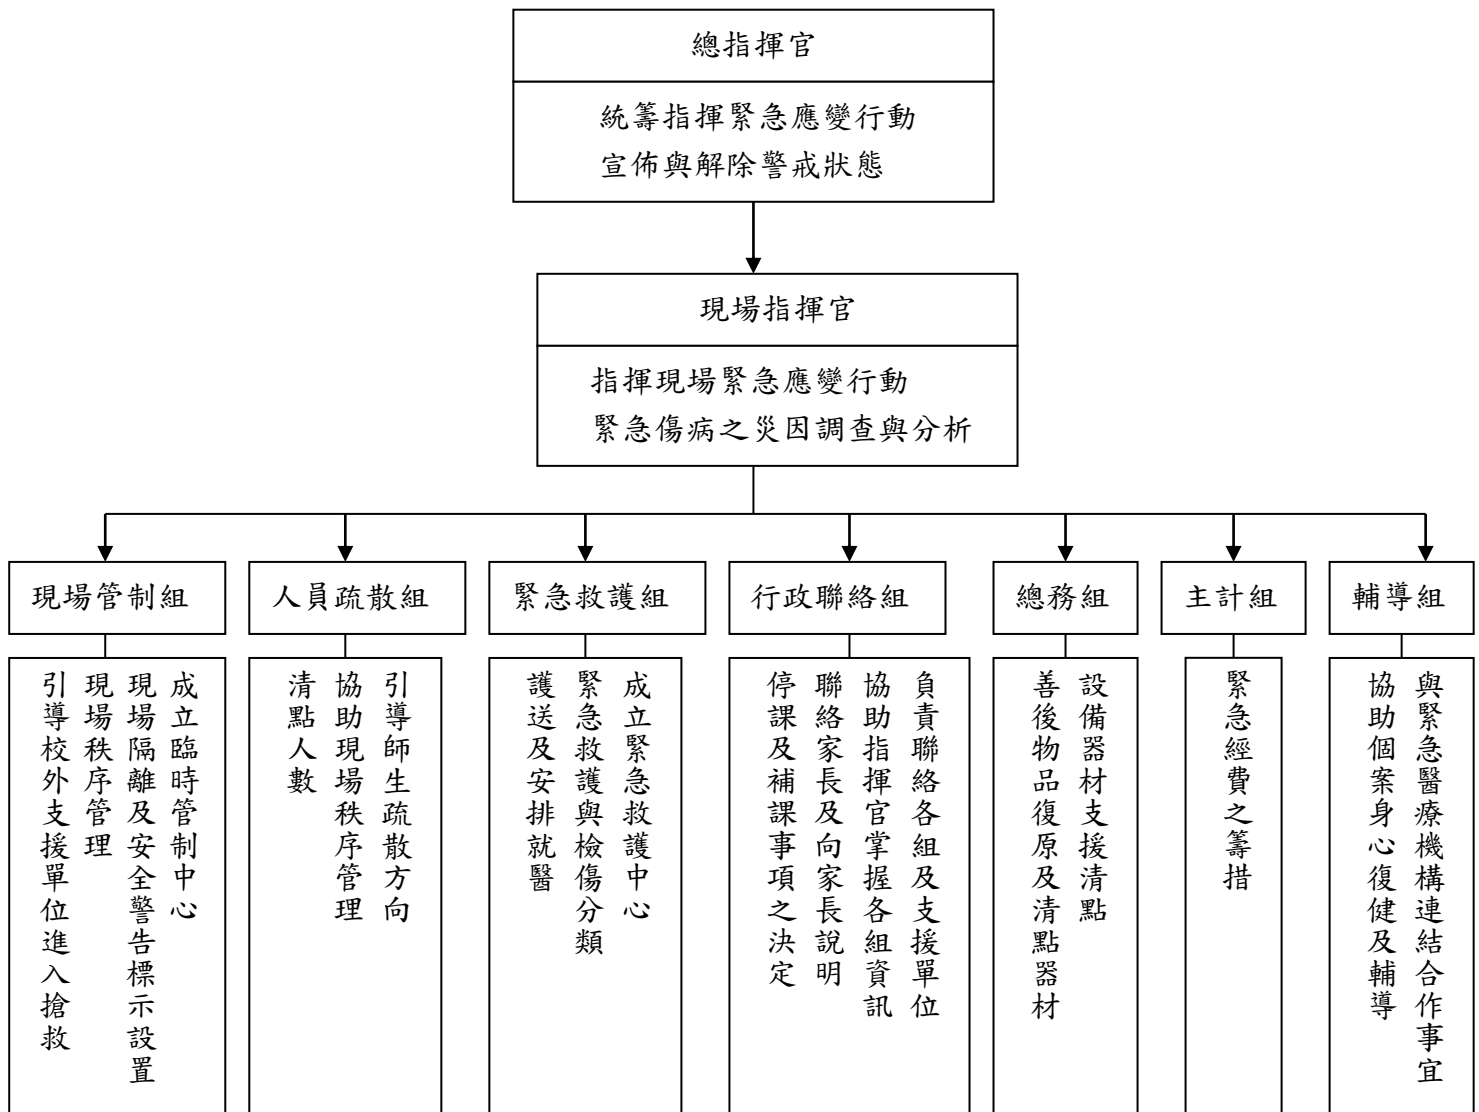 總指揮官
統籌指揮緊急應變行動
宣佈與解除警戒狀態
現場指揮官
指揮現場緊急應變行動
緊急傷病之災因調查與分析
現場管制組
人員疏散組
緊急救護組
行政聯絡組
總務組
主計組
輔導組
成立臨時管制中心
現場隔離及安全警告標示設置
現場秩序管理
引導校外支援單位進入搶救
引導師生疏散方向
協助現場秩序管理
清點人數
成立緊急救護中心
緊急救護與檢傷分類
護送及安排就醫
負責聯絡各組及支援單位
協助指揮官掌握各組資訊
聯絡家長及向家長說明
停課及補課事項之決定
設備器材支援清點
善後物品復原及清點器材
緊急經費之籌措
與緊急醫療機構連結合作事宜
協助個案身心復健及輔導